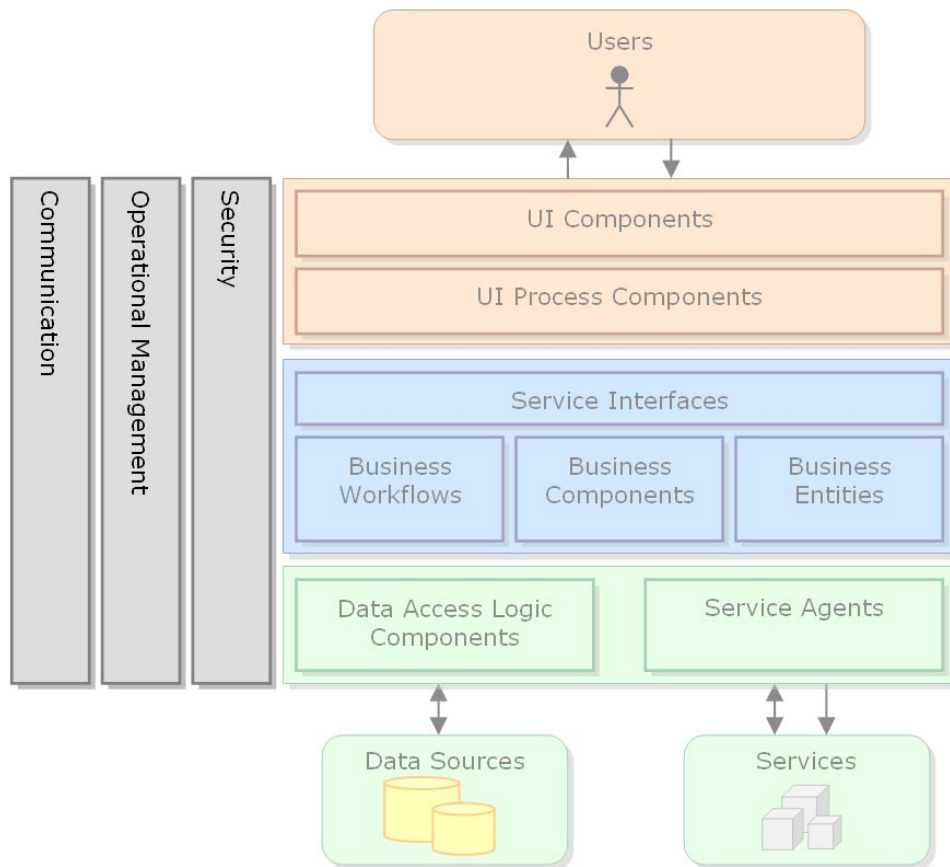 Users
Communication
Operational Management
Security
UI Components
UI Process Components
Service Interfaces
Business
Workflows
Business
Components
Business
Entities
Data Access Logic
Components
Service Agents
Data Sources
Services